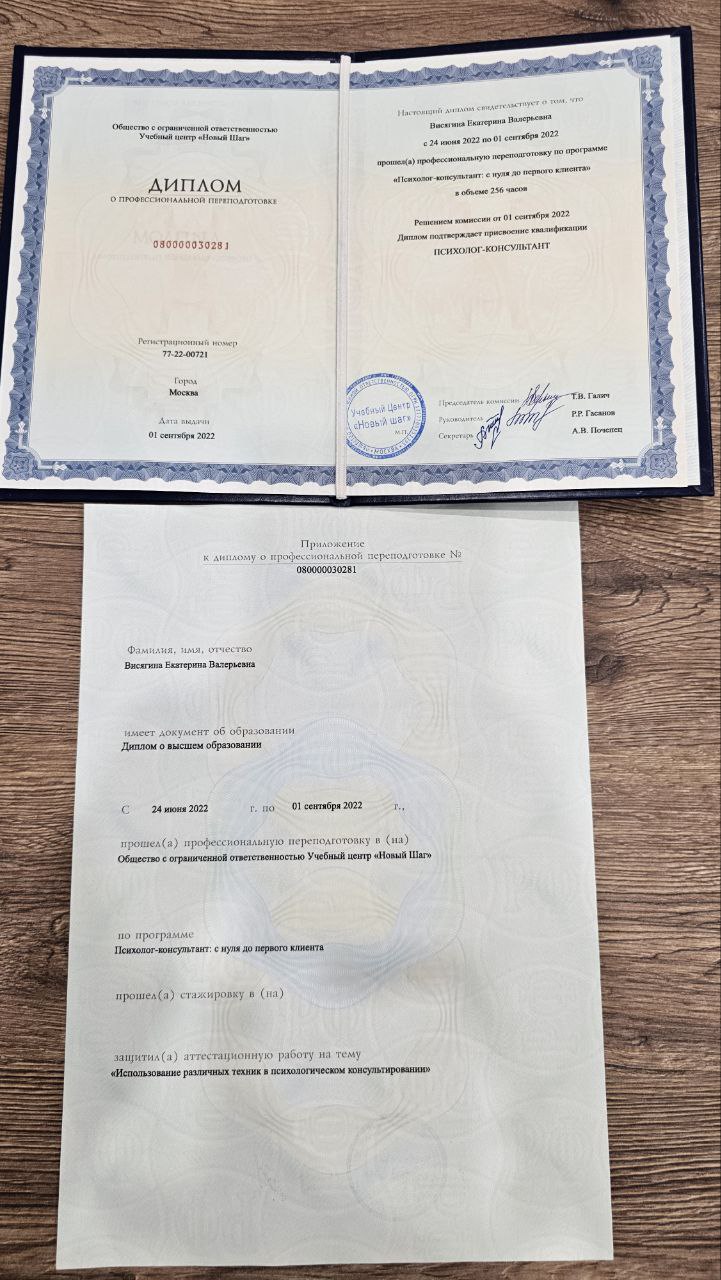 Общество с ограниченной ответственностью
Учебный центр «Новый Шаг»
ДИПЛОМ
О ПРОФЕССИОНАЛЬНОЙ ПЕРЕПОДГОТОВКЕ
080000030281
Регистрационный номер
77-22-00721
Город
Москва
Дата выдачи
01 сентября 2022
Настоящий диплом свидетельствует о том, что
Висягина Екатерина Валерьевна
с 24 июня 2022 по 01 сентября 2022
прошел(а) профессиональную переподготовку по программе
«Психолог-консультант: с нуля до первого клиента»
в объеме 256 часов
Решением комиссии от 01 сентября 2022
Диплом подтверждает присвоение квалификации
ПСИХОЛОГ-КОНСУЛЬТАНТ
Учебный Центр
«Новый шаг»
МОСКВА
М.П.
Председатель комиссии Т.В. Галич
Руководитель Р.Р. Гасанов
Секретарь А.В. Почепец
Приложение
к диплому о профессиональной переподготовке №
080000030281
Фамилия, имя, отчество
Висягина Екатерина Валерьевна
имеет документ об образовании
Диплом о высшем образовании
С 24 июня 2022 г. по 01 сентября 2022 г.,
прошел(а) профессиональную переподготовку в (на)
Общество с ограниченной ответственностью Учебный центр «Новый Шаг»
по программе
Психолог-консультант: с нуля до первого клиента
прошел(а) стажировку в (на)
защитил(а) аттестационную работу на тему
«Использование различных техник в психологическом консультировании»